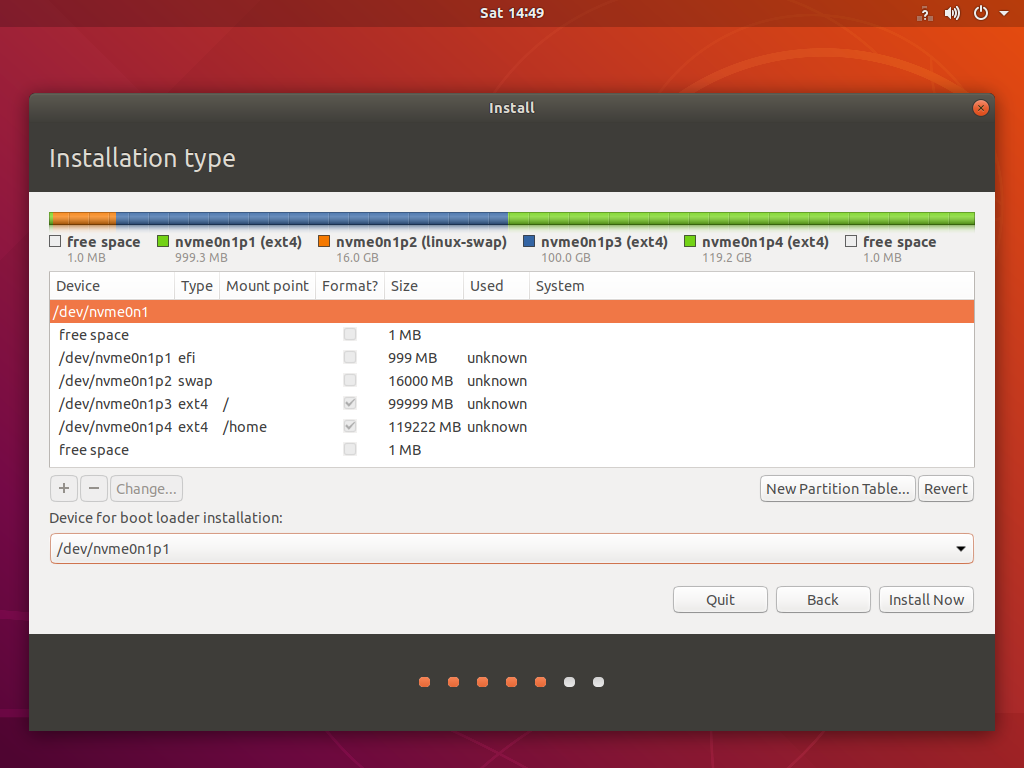 Sat 14:49
Install
Installation type
free space nvme0n1p1 (ext4) nvme0n1p2 (linux-swap) nvme0n1p3 (ext4) nvme0n1p4 (ext4) free space
1.0 MB 999.3 MB 16.0 GB 100.0 GB 119.2 GB 1.0 MB
Device Type Mount point Format? Size Used System
/dev/nvme0n1
free space 1 MB
/dev/nvme0n1p1 efi 999 MB unknown
/dev/nvme0n1p2 swap 16000 MB unknown
/dev/nvme0n1p3 ext4 / 99999 MB unknown
/dev/nvme0n1p4 ext4 /home 119222 MB unknown
free space 1 MB
+ − Change... New Partition Table... Revert
Device for boot loader installation:
/dev/nvme0n1p1
Quit Back Install Now